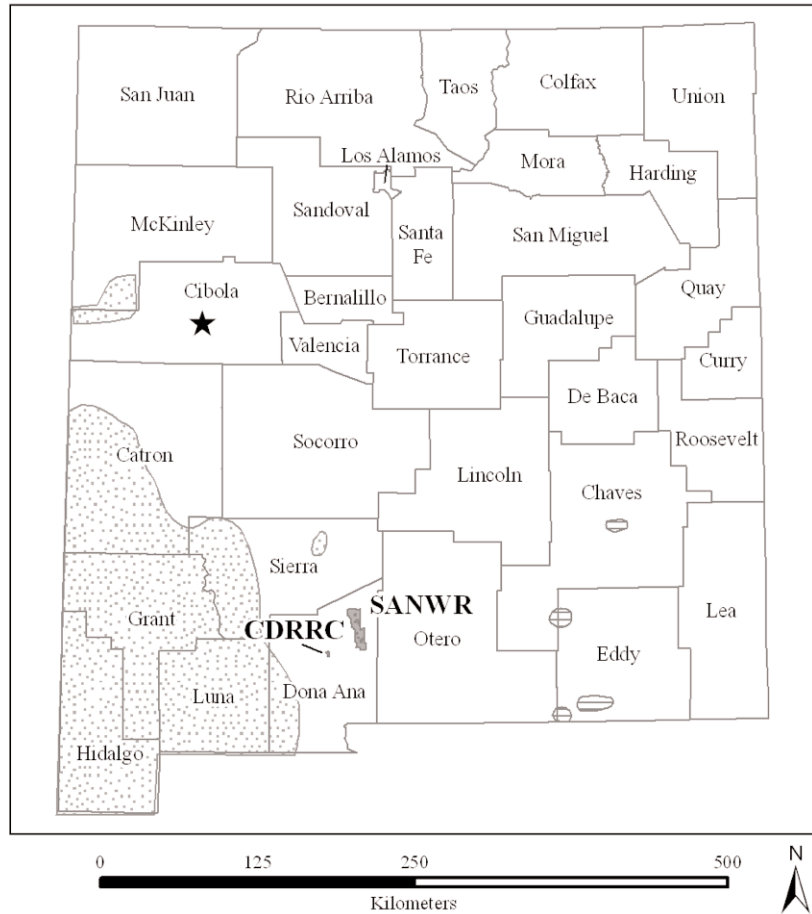 San Juan
Rio Arriba
Taos
Colfax
Union
Los Alamos
Mora
Harding
McKinley
Sandoval
Santa
Fe
San Miguel
Cibola
Bernalillo
Quay
Valencia
Torrance
Guadalupe
Curry
De Baca
Catron
Socorro
Lincoln
Roosevelt
Chaves
Sierra
Grant
SANWR
CDRRC
Otero
Lea
Eddy
Luna
Dona Ana
Hidalgo
0
125
250
500
Kilometers
N